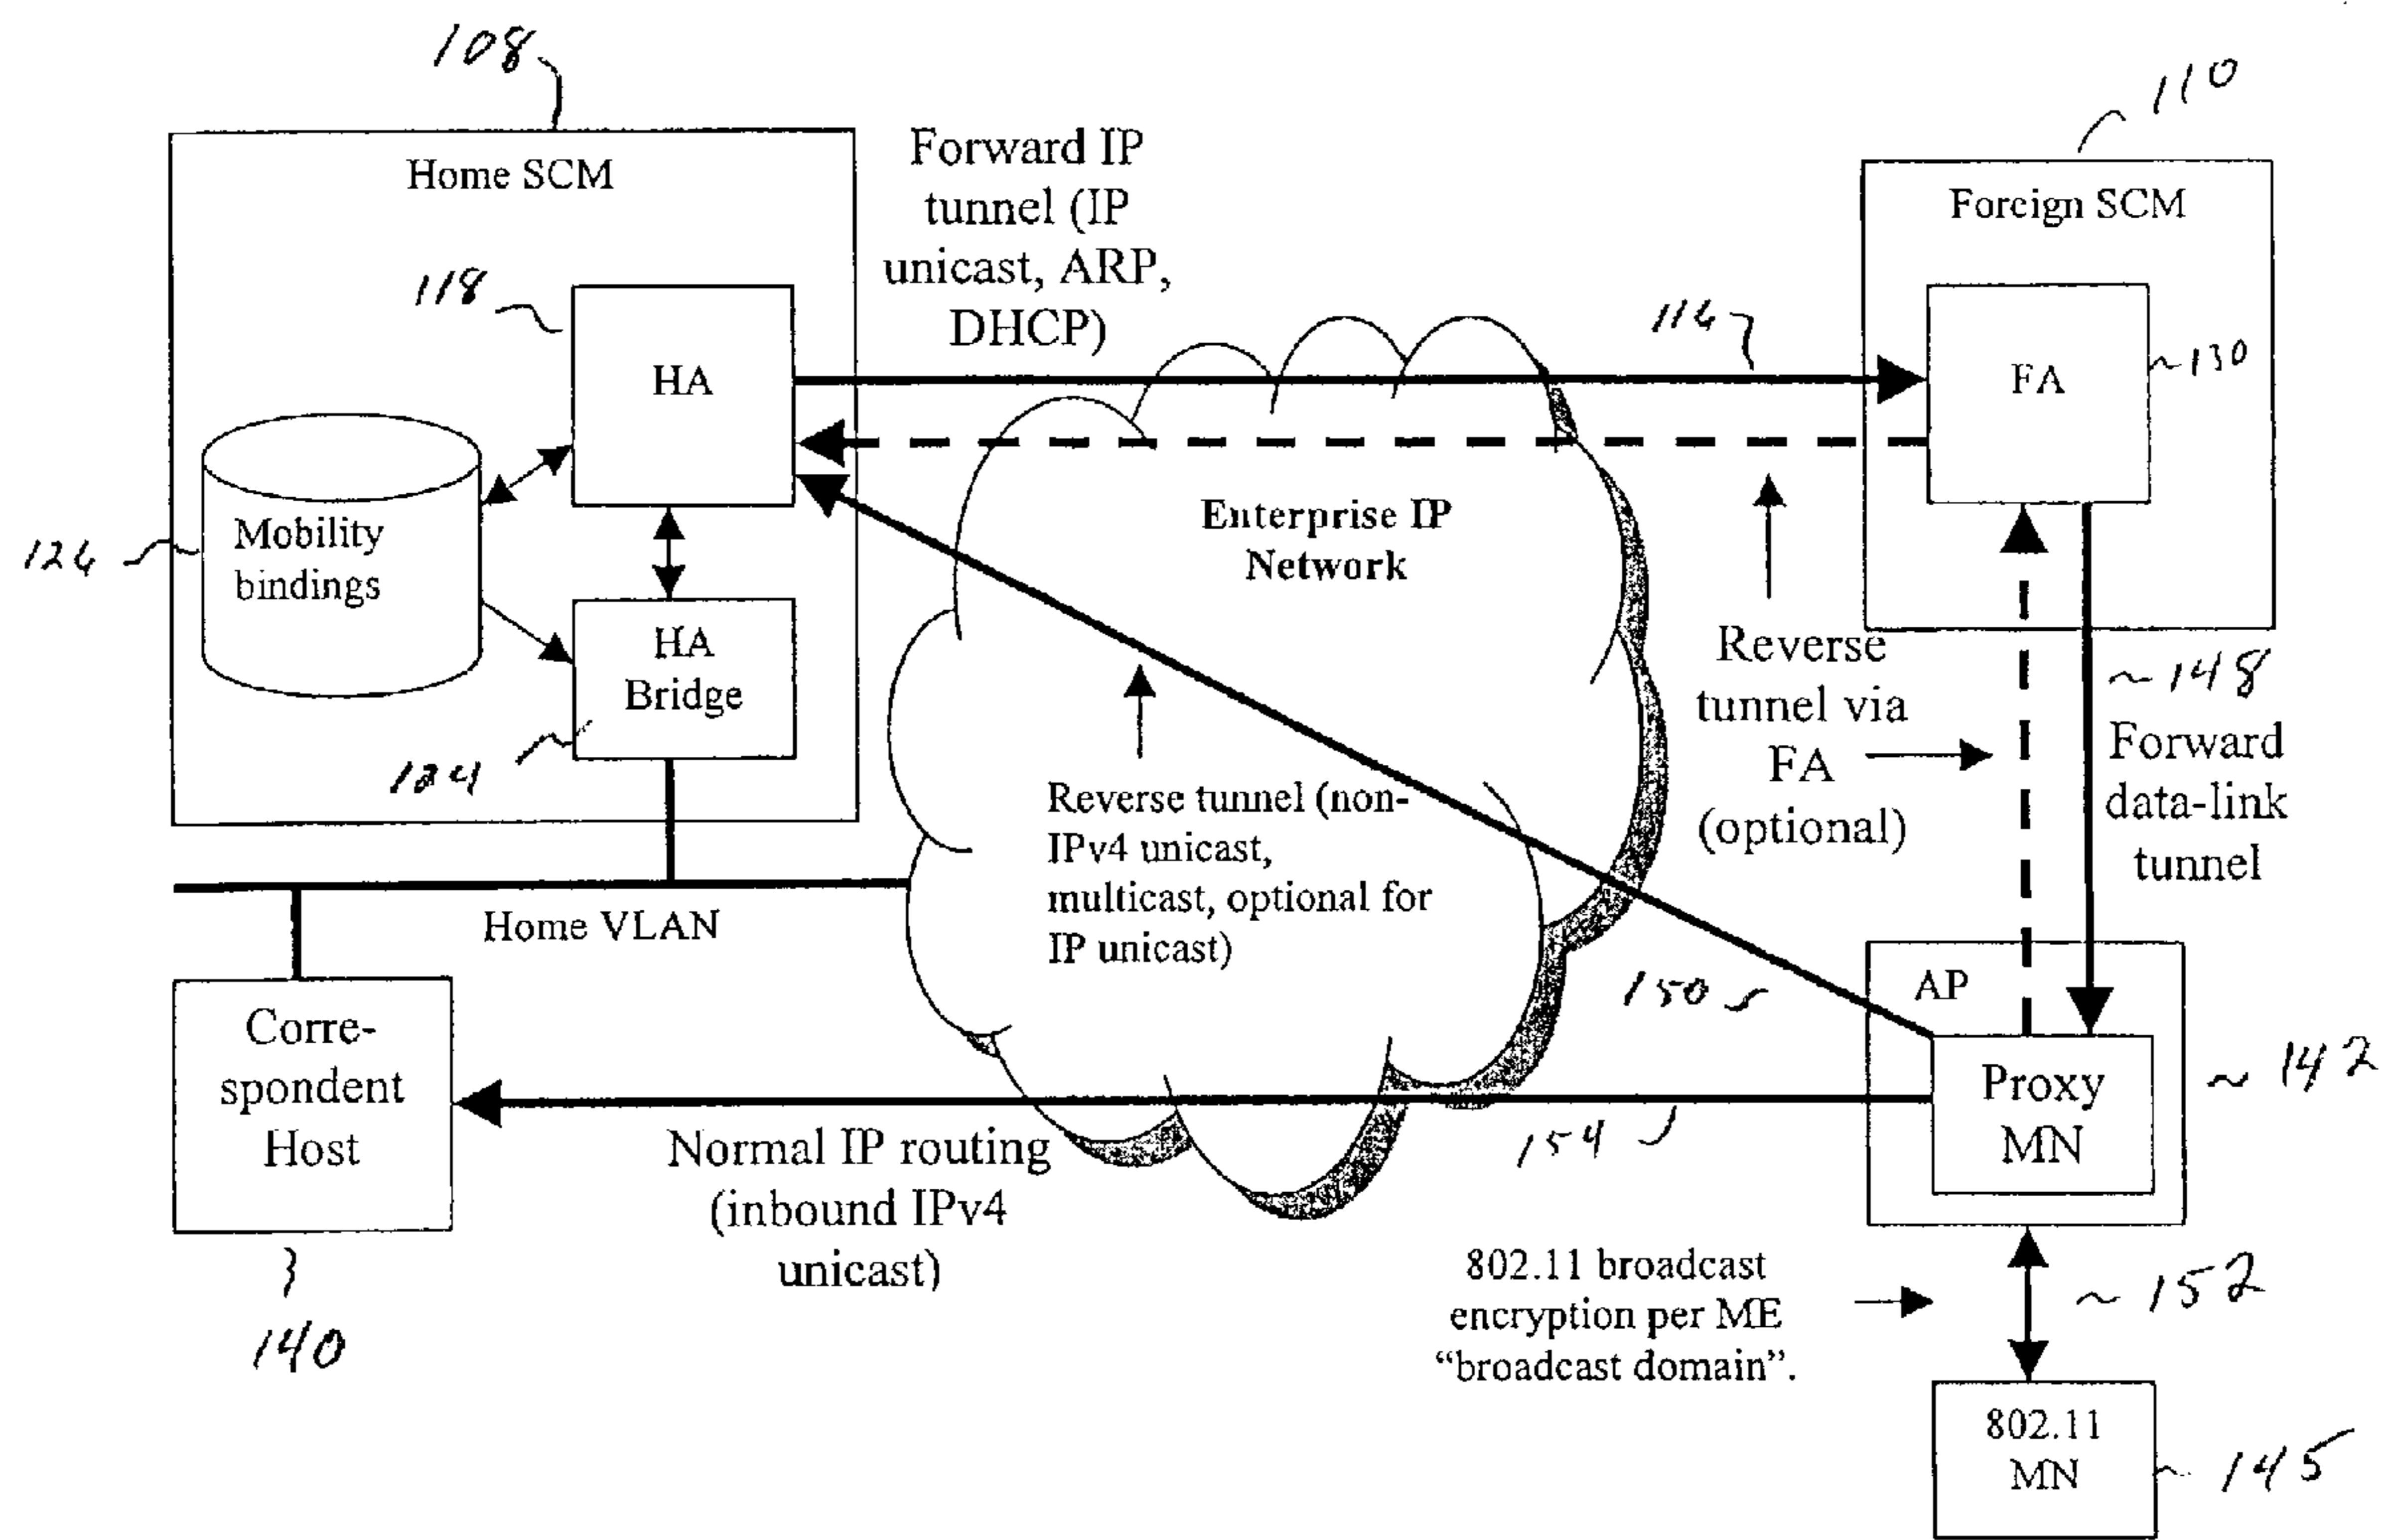 108
110
Home SCM
Forward IP
tunnel (IP
unicast, ARP,
DHCP)
Foreign SCM
118
HA
116
FA
130
Mobility
bindings
126
HA
Bridge
124
Enterprise IP
Network
Reverse
tunnel via
FA
(optional)
148
Forward
data-link
tunnel
Reverse tunnel (non-
IPv4 unicast,
multicast, optional for
IP unicast)
Home VLAN
150
AP
Proxy
MN
142
Corre-
spondent
Host
140
Normal IP routing
(inbound IPv4
unicast)
154
802.11 broadcast
encryption per ME
“broadcast domain”.
152
802.11
MN
145